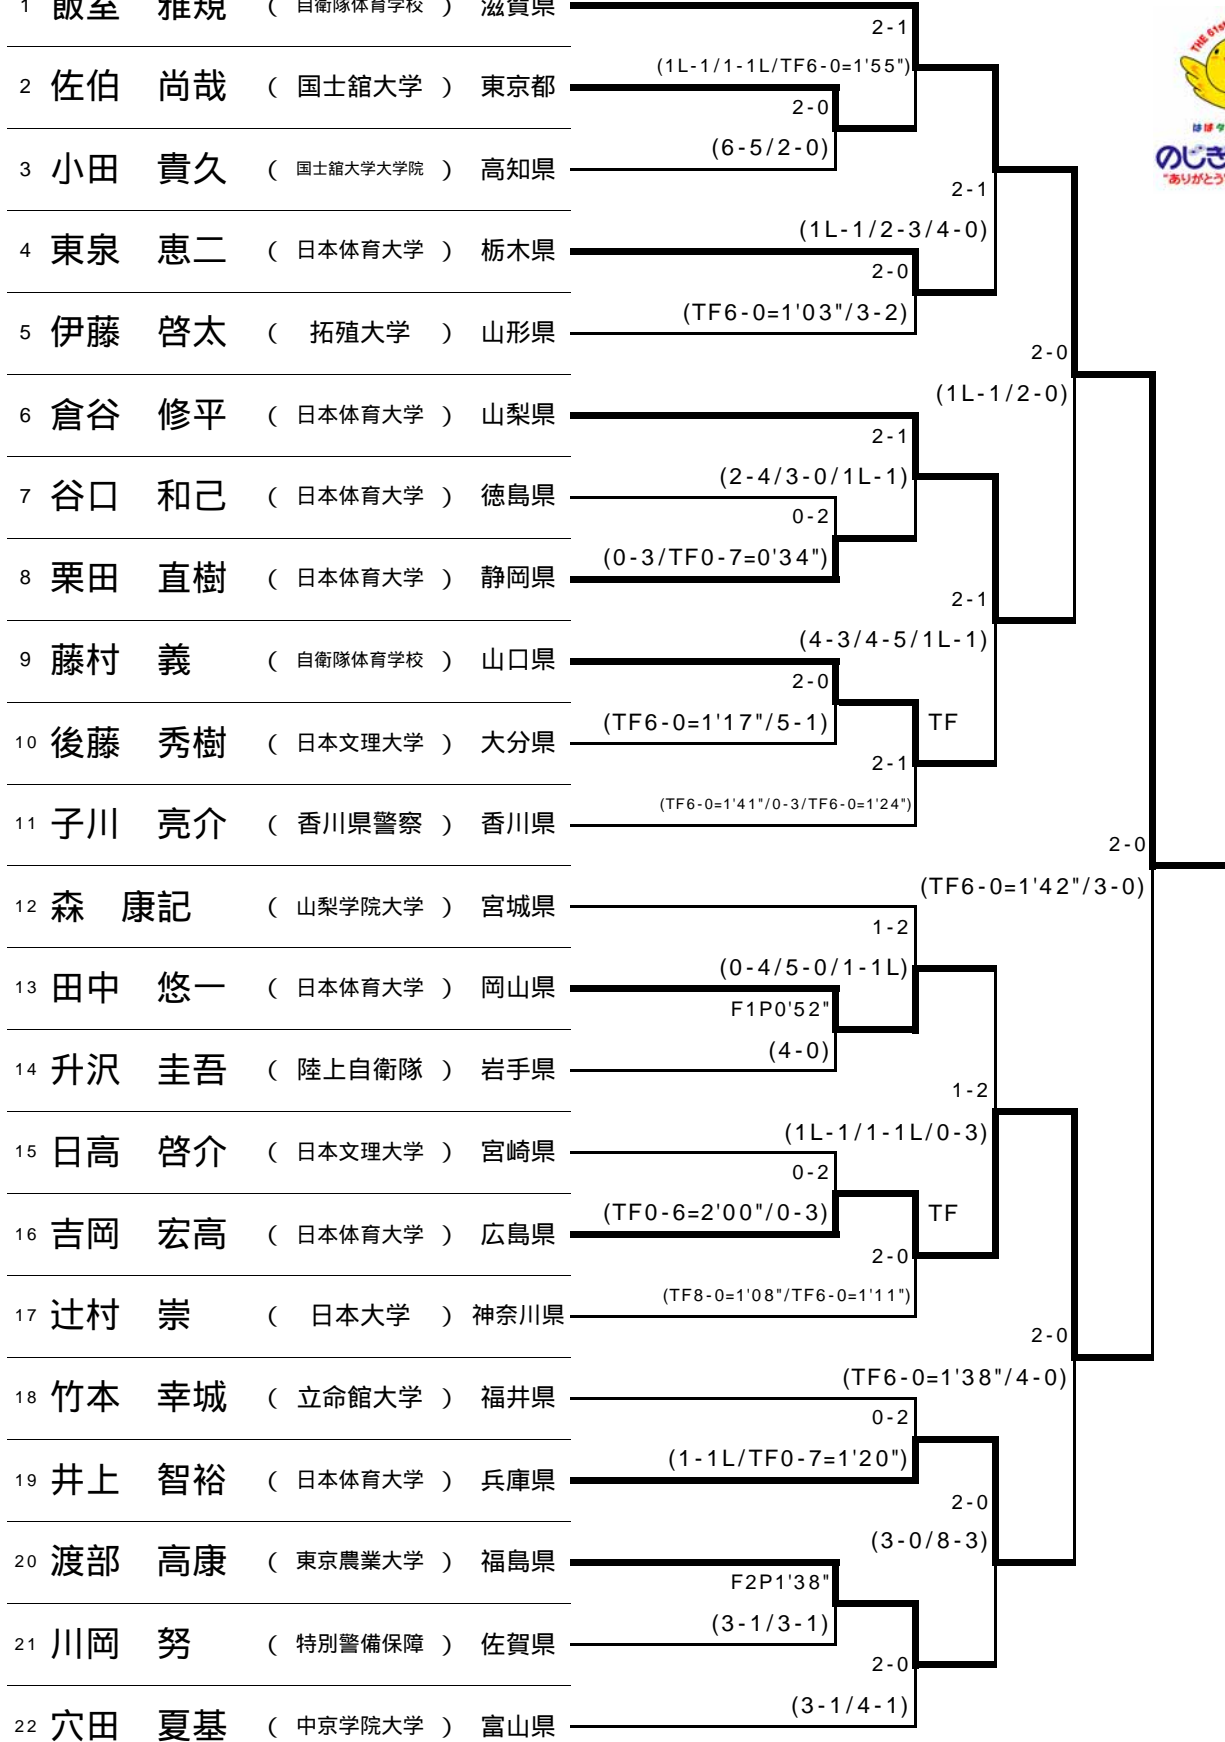 1 飯室 雅規 ( 自衛隊体育学校 ) 滋賀県
2-1
(1L-1/1-1L/TF6-0=1'55")
2 佐伯 尚哉 ( 国士舘大学 ) 東京都
2-0
(6-5/2-0)
3 小田 貴久 ( 国士舘大学大学院 ) 高知県
2-1
(1L-1/2-3/4-0)
4 東泉 恵二 ( 日本体育大学 ) 栃木県
2-0
(TF6-0=1'03"/3-2)
5 伊藤 啓太 ( 拓殖大学 ) 山形県
2-0
(1L-1/2-0)
6 倉谷 修平 ( 日本体育大学 ) 山梨県
2-1
(2-4/3-0/1L-1)
7 谷口 和己 ( 日本体育大学 ) 徳島県
0-2
(0-3/TF0-7=0'34")
8 栗田 直樹 ( 日本体育大学 ) 静岡県
2-1
(4-3/4-5/1L-1)
9 藤村 義 ( 自衛隊体育学校 ) 山口県
2-0
(TF6-0=1'17"/5-1)
TF
10 後藤 秀樹 ( 日本文理大学 ) 大分県
2-1
(TF6-0=1'41"/0-3/TF6-0=1'24")
11 子川 亮介 ( 香川県警察 ) 香川県
2-0
(TF6-0=1'42"/3-0)
12 森 康記 ( 山梨学院大学 ) 宮城県
1-2
(0-4/5-0/1-1L)
13 田中 悠一 ( 日本体育大学 ) 岡山県
F1P0'52"
(4-0)
14 升沢 圭吾 ( 陸上自衛隊 ) 岩手県
1-2
(1L-1/1-1L/0-3)
15 日高 啓介 ( 日本文理大学 ) 宮崎県
0-2
(TF0-6=2'00"/0-3)
TF
16 吉岡 宏高 ( 日本体育大学 ) 広島県
2-0
(TF8-0=1'08"/TF6-0=1'11")
17 辻村 崇 ( 日本大学 ) 神奈川県
2-0
(TF6-0=1'38"/4-0)
18 竹本 幸城 ( 立命館大学 ) 福井県
0-2
(1-1L/TF0-7=1'20")
19 井上 智裕 ( 日本体育大学 ) 兵庫県
2-0
(3-0/8-3)
20 渡部 高康 ( 東京農業大学 ) 福島県
F2P1'38"
(3-1/3-1)
21 川岡 努 ( 特別警備保障 ) 佐賀県
2-0
(3-1/4-1)
22 穴田 夏基 ( 中京学院大学 ) 富山県
THE 61st
はばタ
のじぎ
"ありがとう